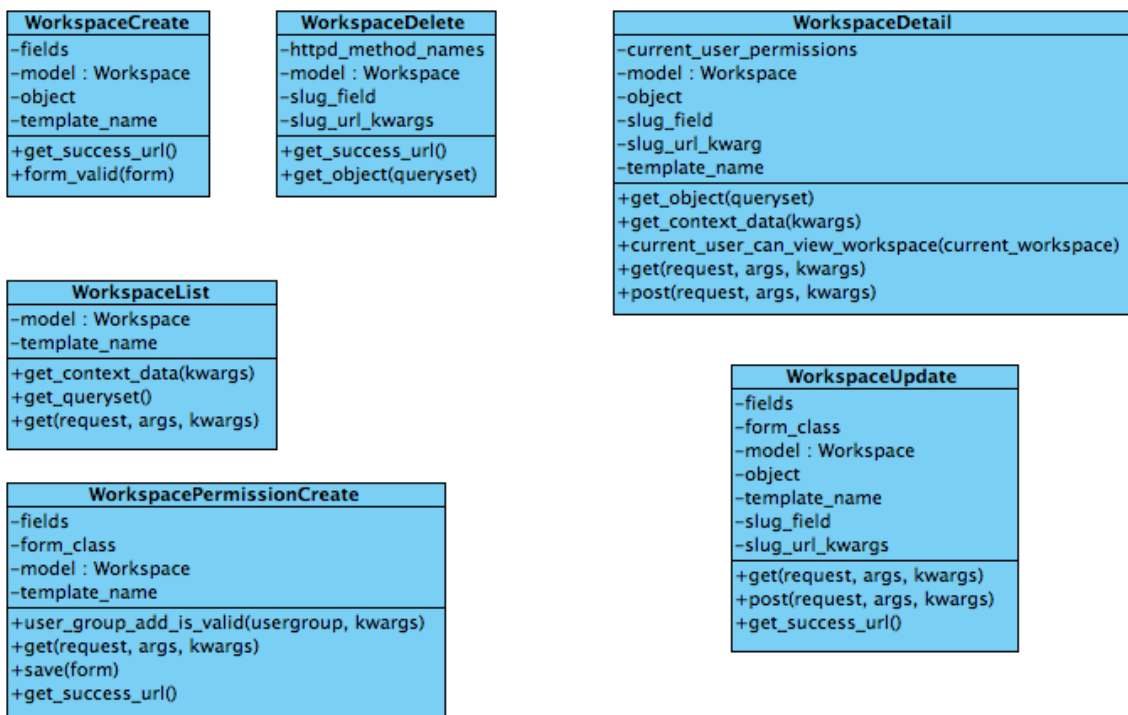 WorkspaceCreate
-fields
-model : Workspace
-object
-template_name
+get_success_url()
+form_valid(form)
WorkspaceDelete
-httpd_method_names
-model : Workspace
-slug_field
-slug_url_kwargs
+get_success_url()
+get_object(queryset)
WorkspaceDetail
-current_user_permissions
-model : Workspace
-object
-slug_field
-slug_url_kwarg
-template_name
+get_object(queryset)
+get_context_data(kwargs)
+current_user_can_view_workspace(current_workspace)
+get(request, args, kwargs)
+post(request, args, kwargs)
WorkspaceList
-model : Workspace
-template_name
+get_context_data(kwargs)
+get_queryset()
+get(request, args, kwargs)
WorkspaceUpdate
-fields
-form_class
-model : Workspace
-object
-template_name
-slug_field
-slug_url_kwargs
+get(request, args, kwargs)
+post(request, args, kwargs)
+get_success_url()
WorkspacePermissionCreate
-fields
-form_class
-model : Workspace
-template_name
+user_group_add_is_valid(usergroup, kwargs)
+get(request, args, kwargs)
+save(form)
+get_success_url()